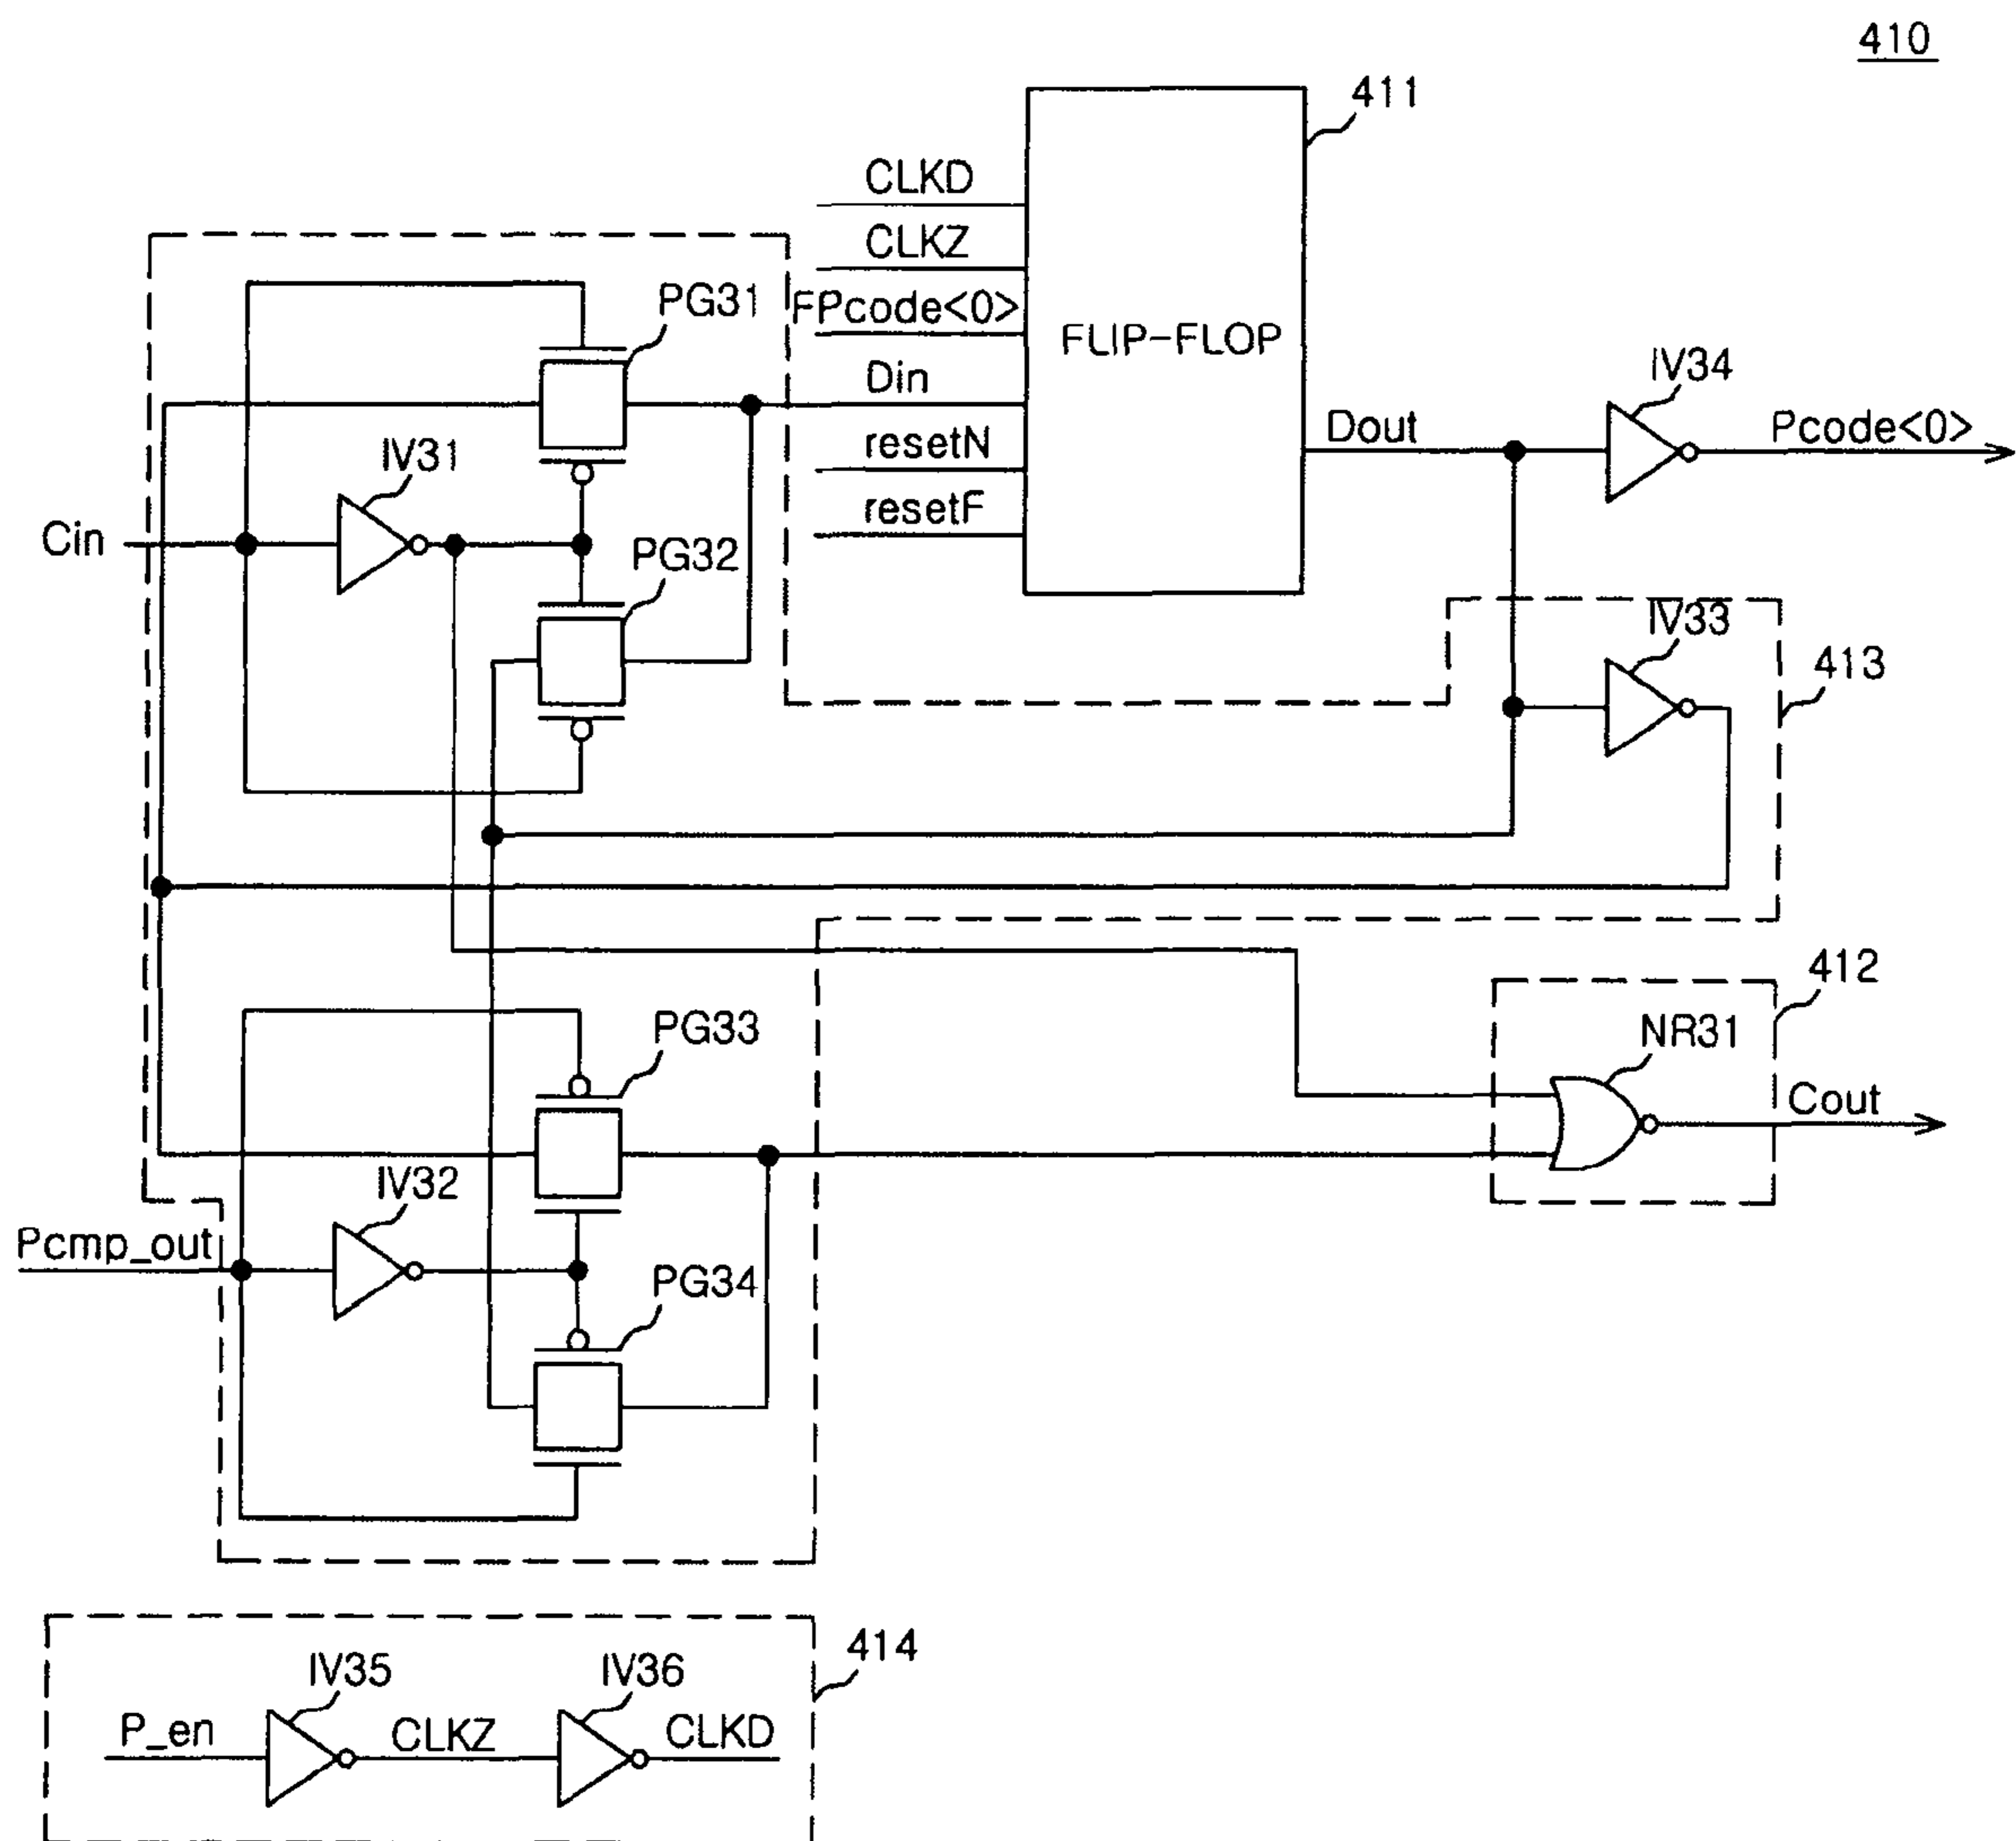 410
411
CLKD
CLKZ
FPcode<0>
Din
resetN
resetF
FLIP-FLOP
PG31
IV31
Cin
PG32
Dout
IV34
Pcode<0>
IV33
413
412
NR31
Cout
PG33
IV32
Pcmp_out
PG34
414
IV35
IV36
P_en
CLKZ
CLKD